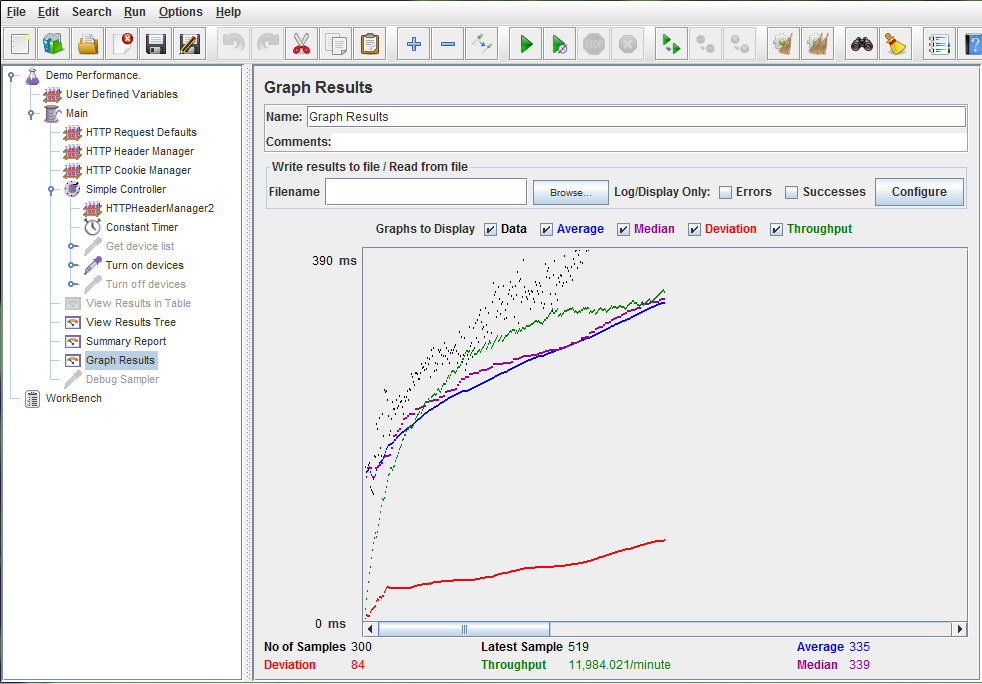 File Edit Search Run Options Help
STOP
?
Demo Performance.
User Defined Variables
Main
HTTP Request Defaults
HTTP Header Manager
HTTP Cookie Manager
Simple Controller
HTTPHeaderManager2
Constant Timer
Get device list
Turn on devices
Turn off devices
View Results in Table
View Results Tree
Summary Report
Graph Results
Debug Sampler
WorkBench
Graph Results
Name: Graph Results
Comments:
Write results to file / Read from file
Filename Browse... Log/Display Only: Errors Successes Configure
Graphs to Display Data Average Median Deviation Throughput
390 ms
0 ms
No of Samples 300 Latest Sample 519 Average 335
Deviation 84 Throughput 11,984.021/minute Median 339